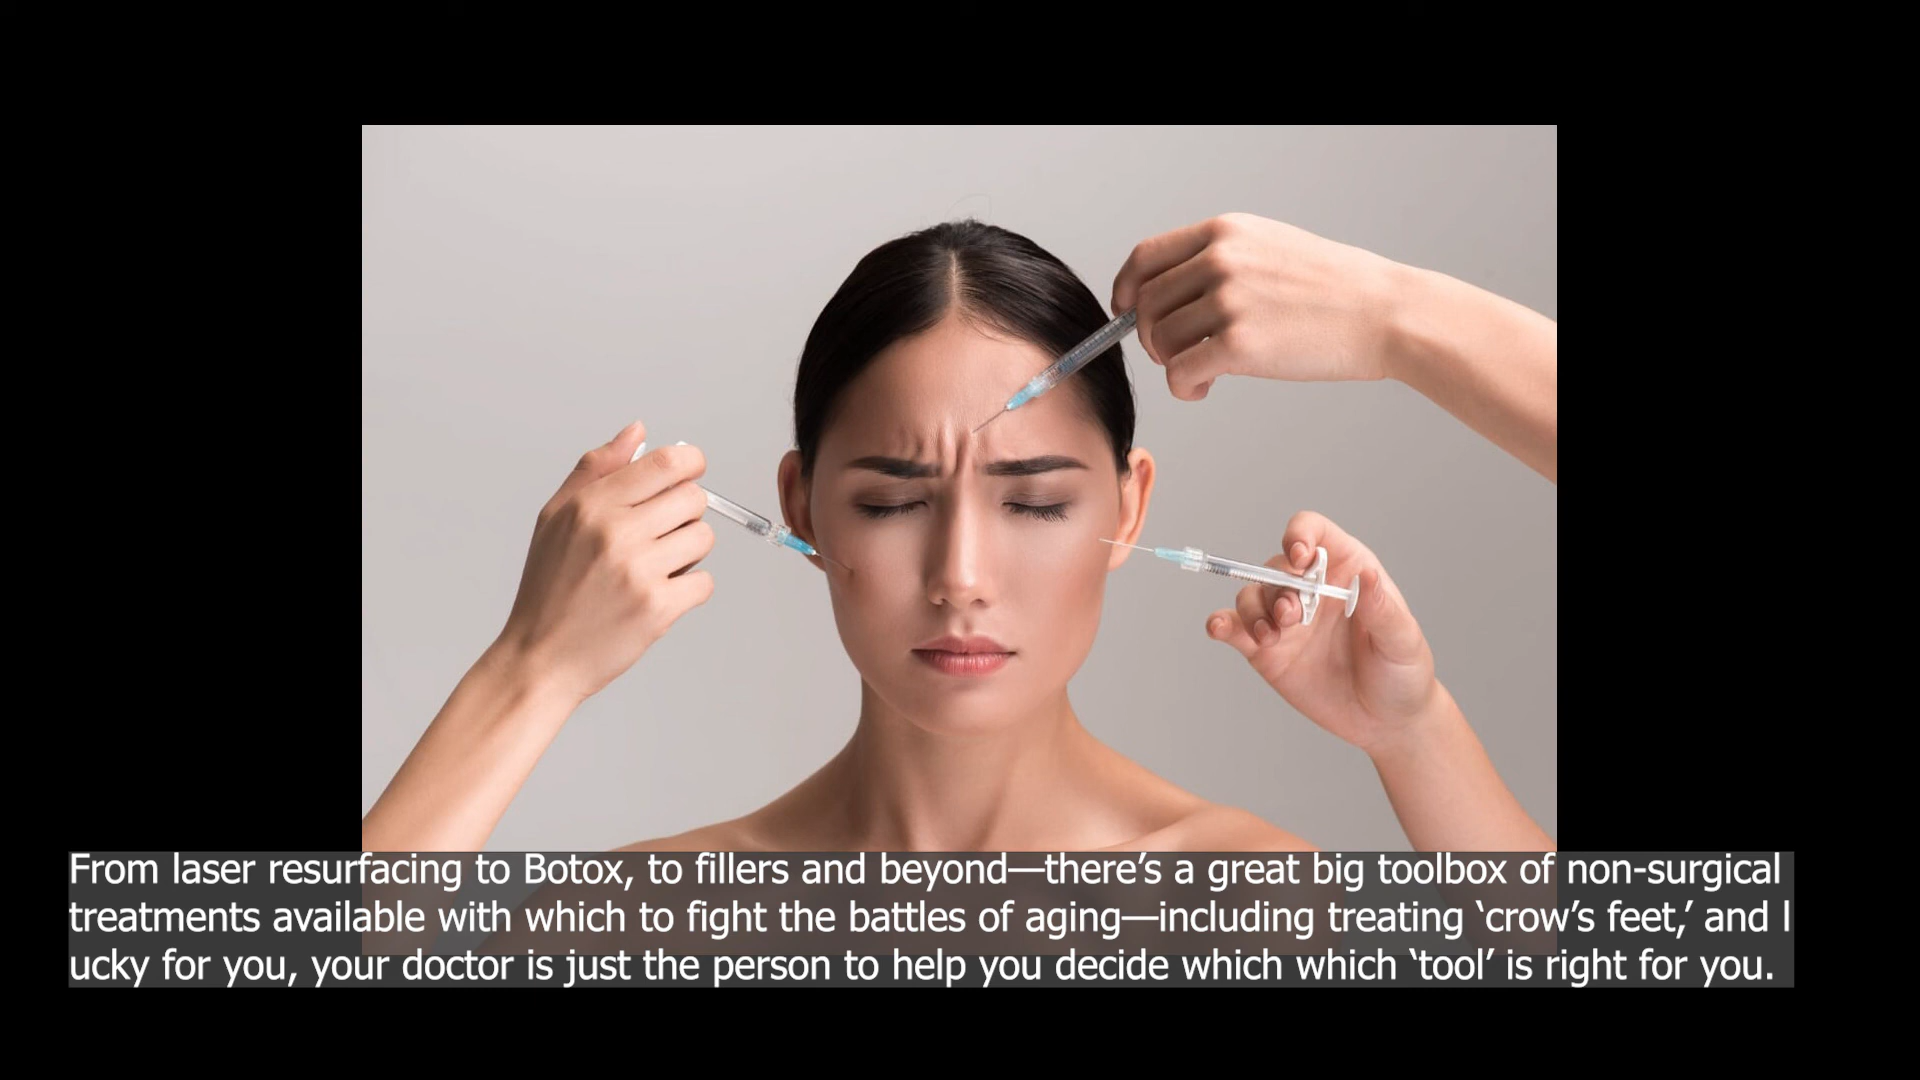 From laser resurfacing to Botox, to fillers and beyond—there’s a great big toolbox of non-surgical
treatments available with which to fight the battles of aging—including treating ‘crow’s feet,’ and l
ucky for you, your doctor is just the person to help you decide which which ‘tool’ is right for you.